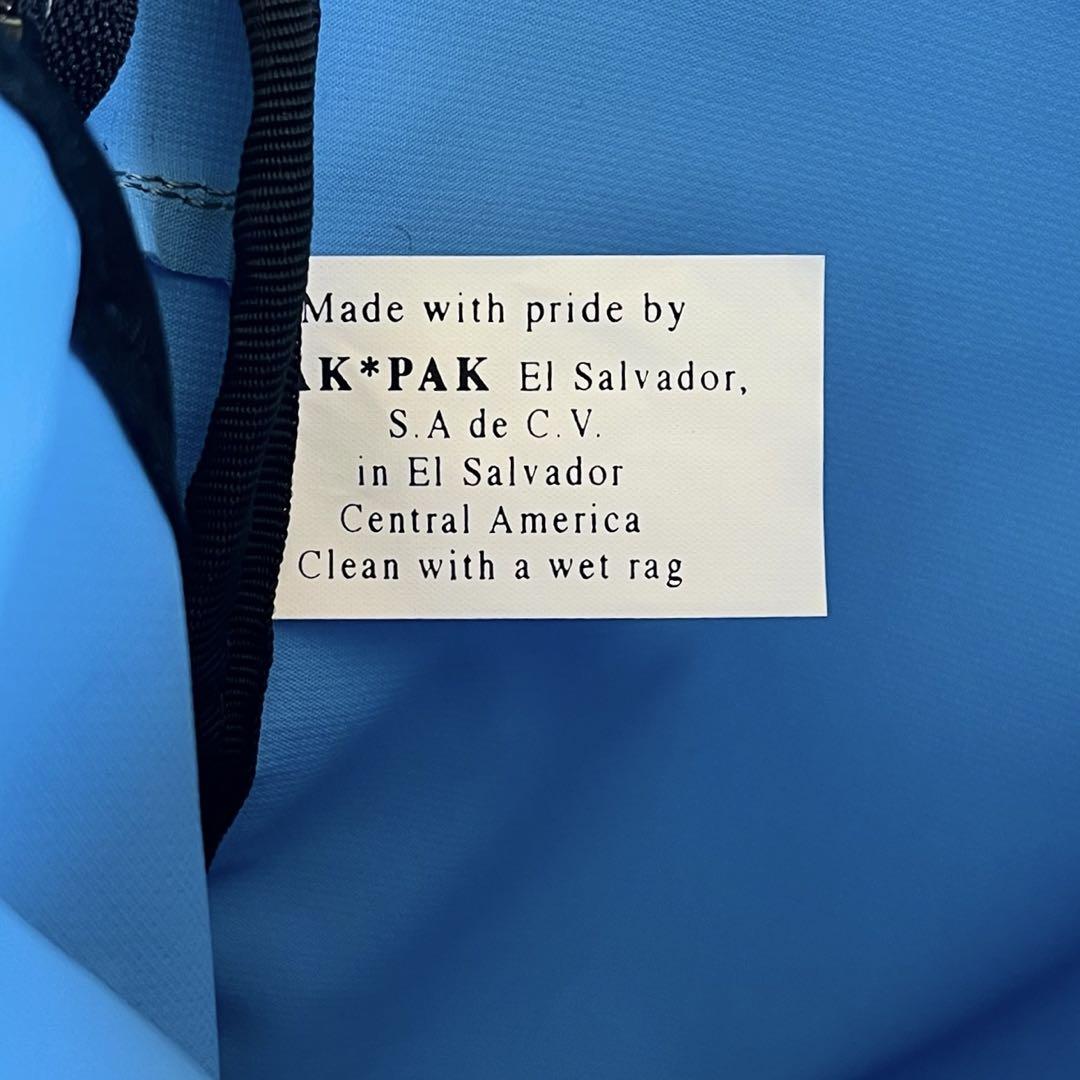 Made with pride by
AK*PAK El Salvador,
S.A de C.V.
in El Salvador
Central America
Clean with a wet rag